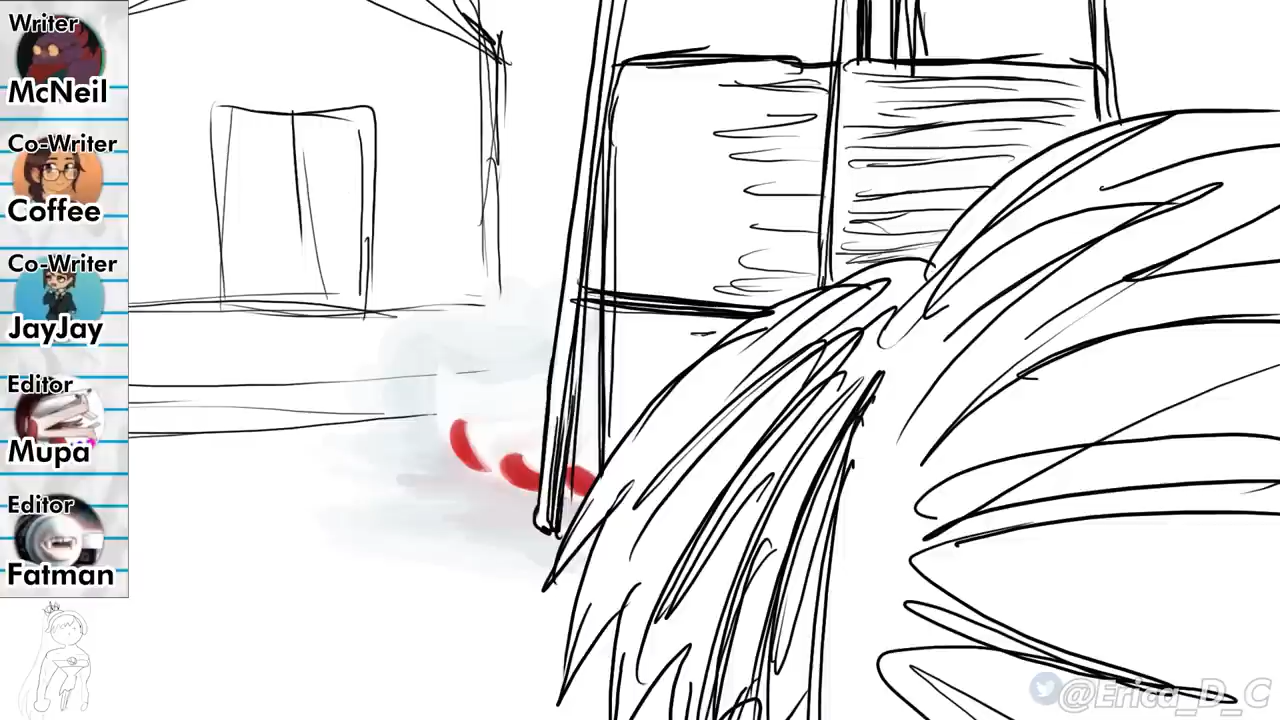 Writer
McNeil
Co-Writer
Coffee
Co-Writer
JayJay
Editor
Mupa
Editor
Fatman
@Erica_D_C